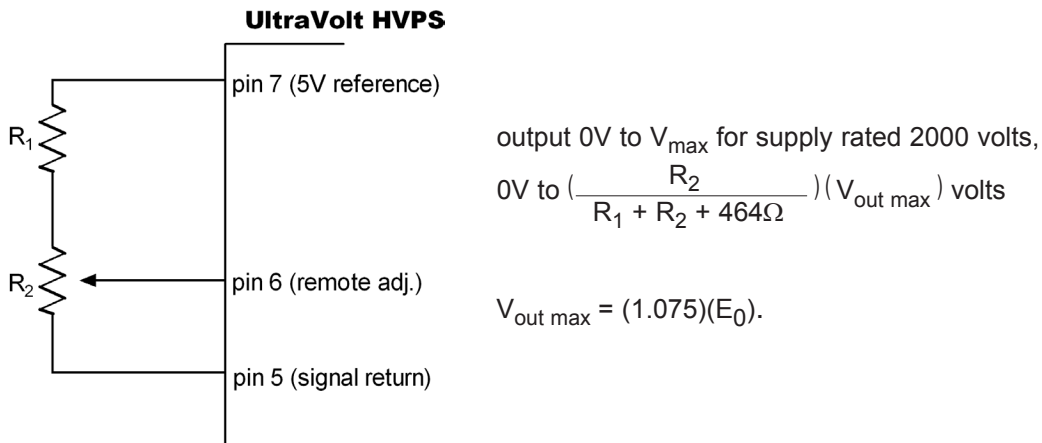 UltraVolt HVPS
pin 7 (5V reference)
R1
R2
pin 6 (remote adj.)
pin 5 (signal return)
output 0V to Vmax for supply rated 2000 volts,
0V to (R2 / (R1 + R2 + 464Ω))(Vout max) volts
Vout max = (1.075)(E0).